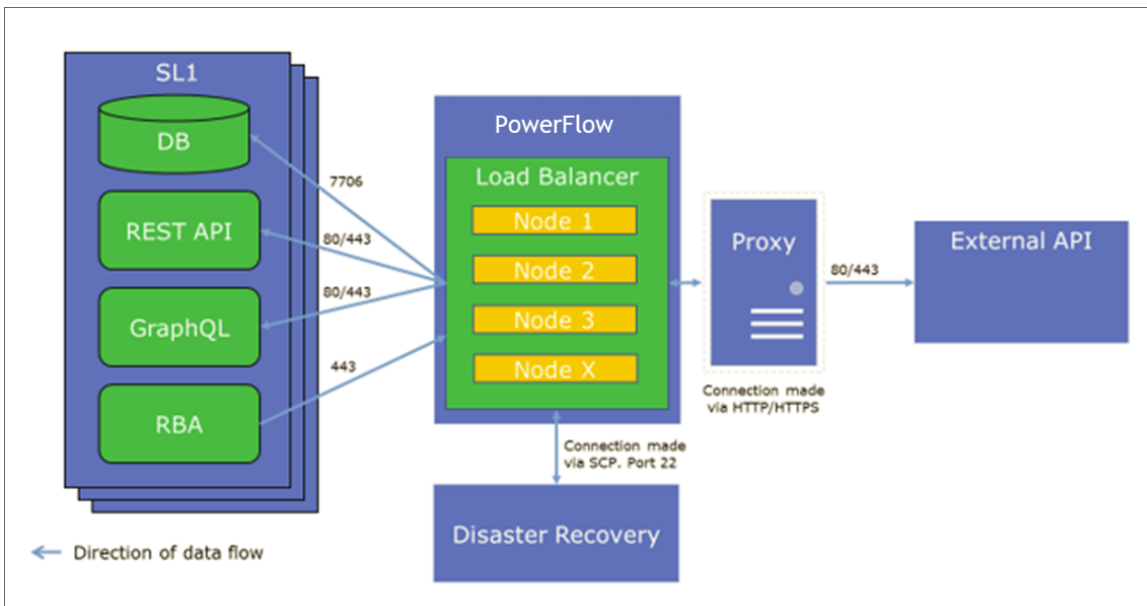 SL1
DB
REST API
GraphQL
RBA
7706
80/443
80/443
443
PowerFlow
Load Balancer
Node 1
Node 2
Node 3
Node X
Proxy
Connection made
via HTTP/HTTPS
80/443
External API
Connection made
via SCP. Port 22
Disaster Recovery
Direction of data flow